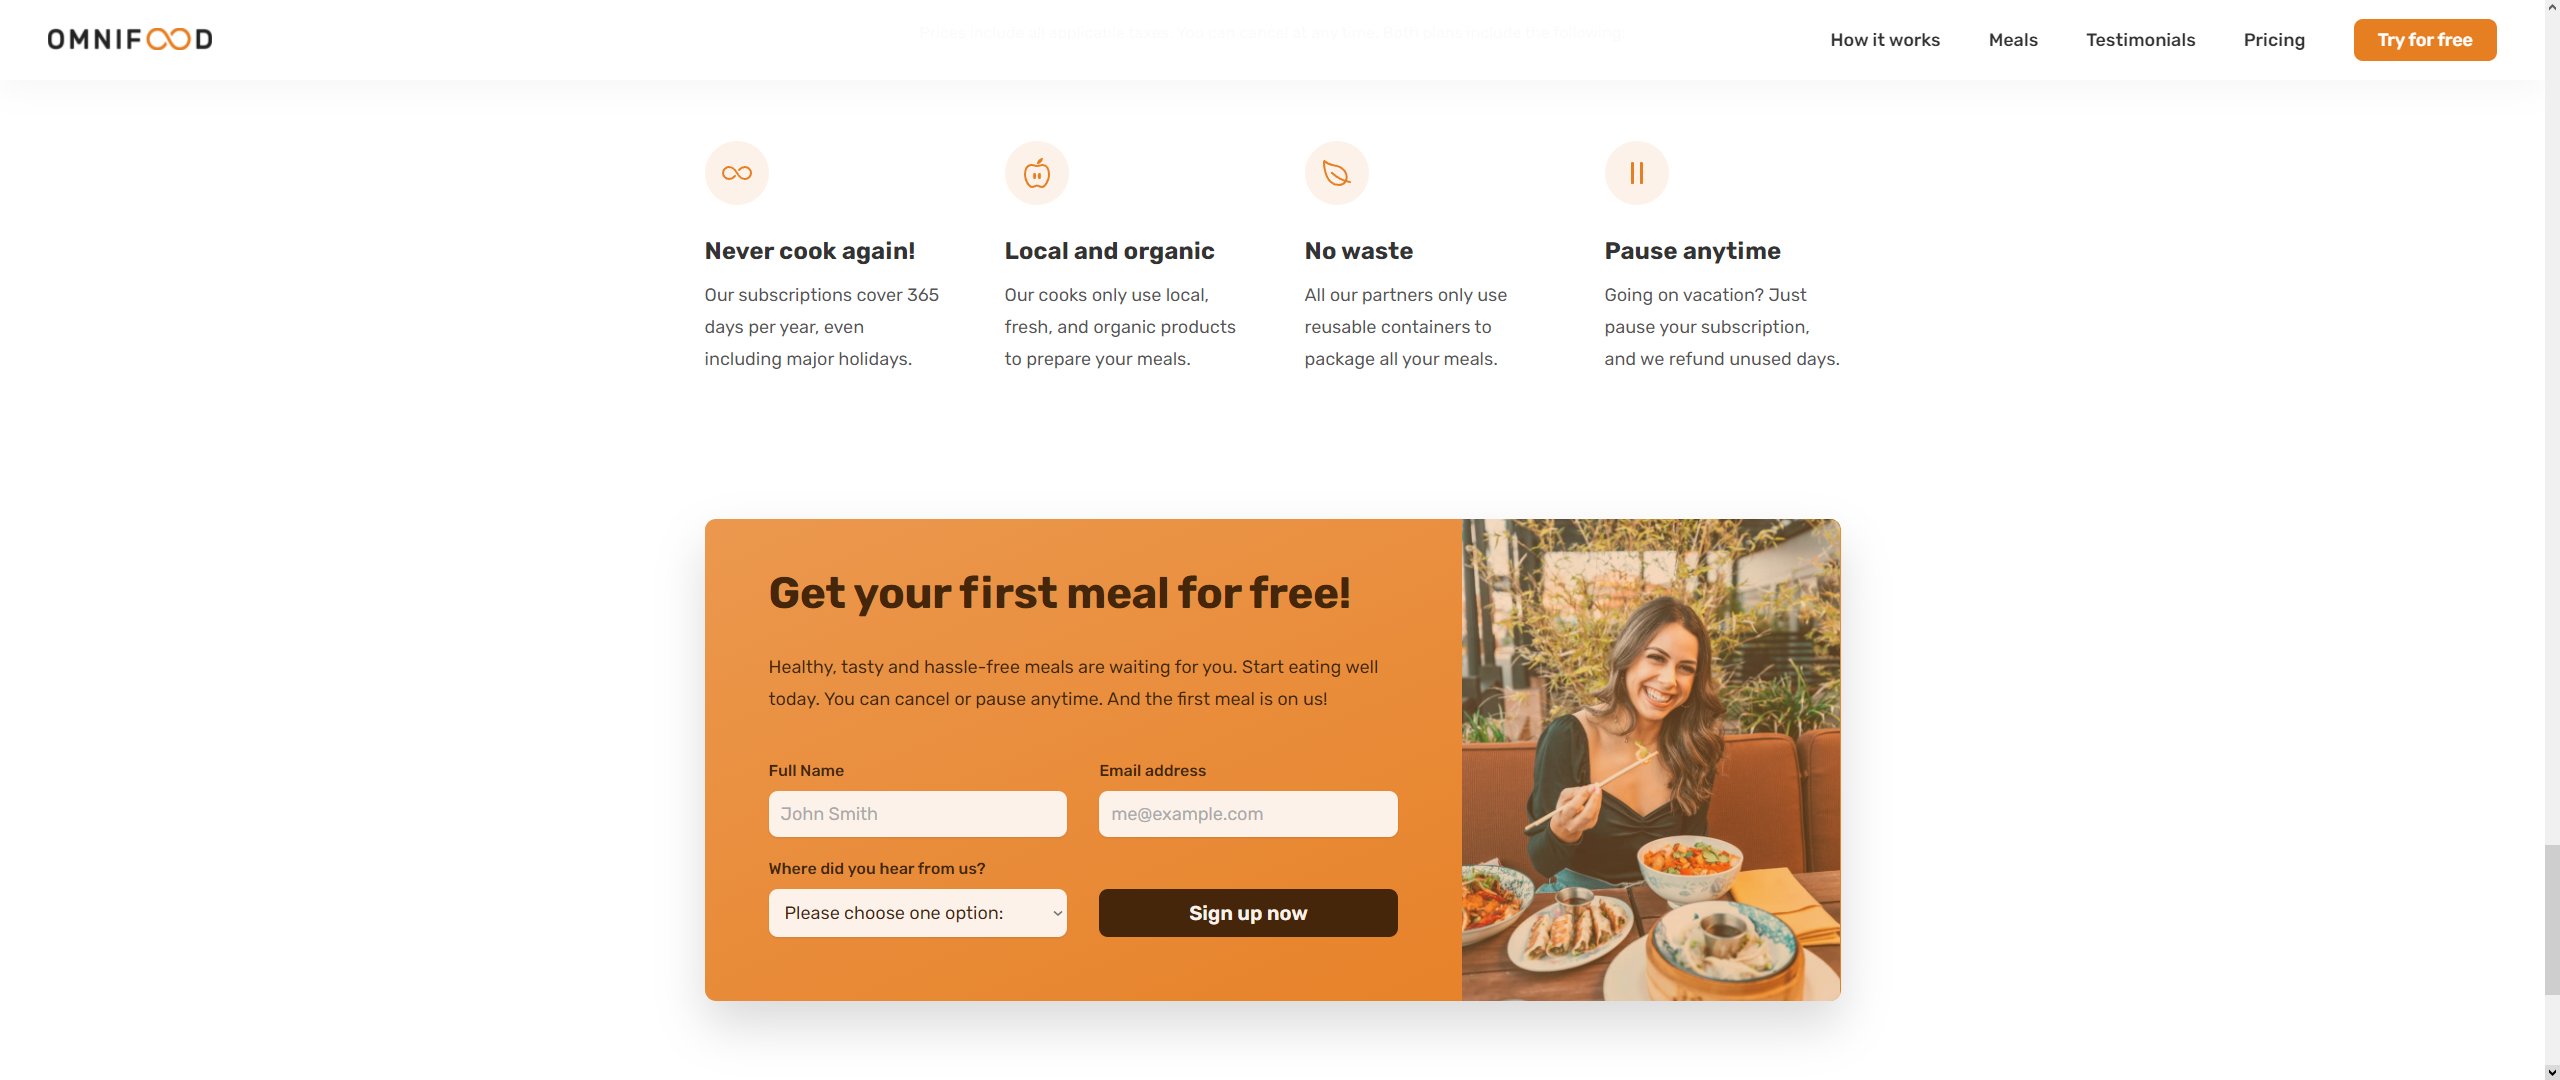 OMNIFOOD
How it works
Meals
Testimonials
Pricing
Try for free
Prices include all applicable taxes. You can cancel at any time. Both plans include the following:
Never cook again!
Our subscriptions cover 365
days per year, even
including major holidays.
Local and organic
Our cooks only use local,
fresh, and organic products
to prepare your meals.
No waste
All our partners only use
reusable containers to
package all your meals.
Pause anytime
Going on vacation? Just
pause your subscription,
and we refund unused days.
Get your first meal for free!
Healthy, tasty and hassle-free meals are waiting for you. Start eating well
today. You can cancel or pause anytime. And the first meal is on us!
Full Name
John Smith
Email address
me@example.com
Where did you hear from us?
Please choose one option:
Sign up now